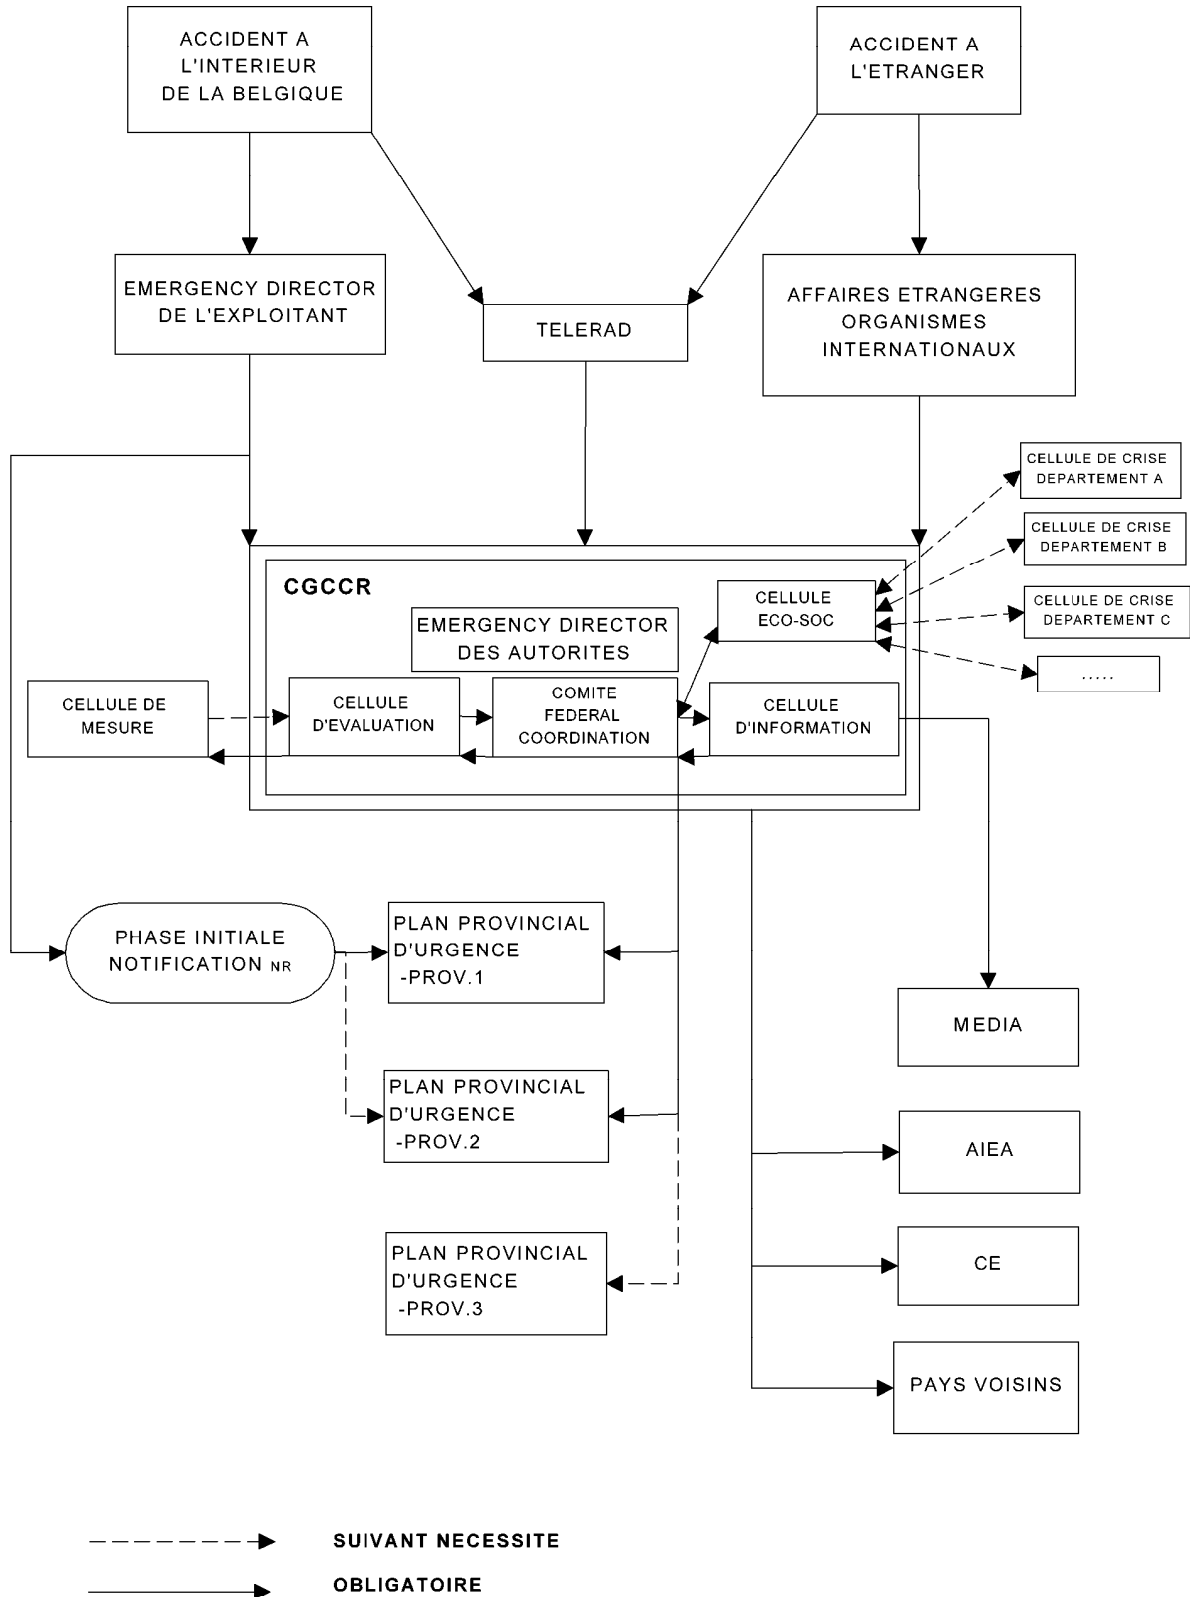 ACCIDENT A
L'INTERIEUR
DE LA BELGIQUE
ACCIDENT A
L'ETRANGER
EMERGENCY DIRECTOR
DE L'EXPLOITANT
TELERAD
AFFAIRES ETRANGERES
ORGANISMES
INTERNATIONAUX
CELLULE DE CRISE
DEPARTEMENT A
CELLULE DE CRISE
DEPARTEMENT B
CELLULE DE CRISE
DEPARTEMENT C
.....
CGCCR
CELLULE
ECO-SOC
EMERGENCY DIRECTOR
DES AUTORITES
CELLULE DE
MESURE
CELLULE
D'EVALUATION
COMITE
FEDERAL
COORDINATION
CELLULE
D'INFORMATION
PHASE INITIALE
NOTIFICATION NR
PLAN PROVINCIAL
D'URGENCE
-PROV.1
MEDIA
PLAN PROVINCIAL
D'URGENCE
-PROV.2
AIEA
PLAN PROVINCIAL
D'URGENCE
-PROV.3
CE
PAYS VOISINS
SUIVANT NECESSITE
OBLIGATOIRE